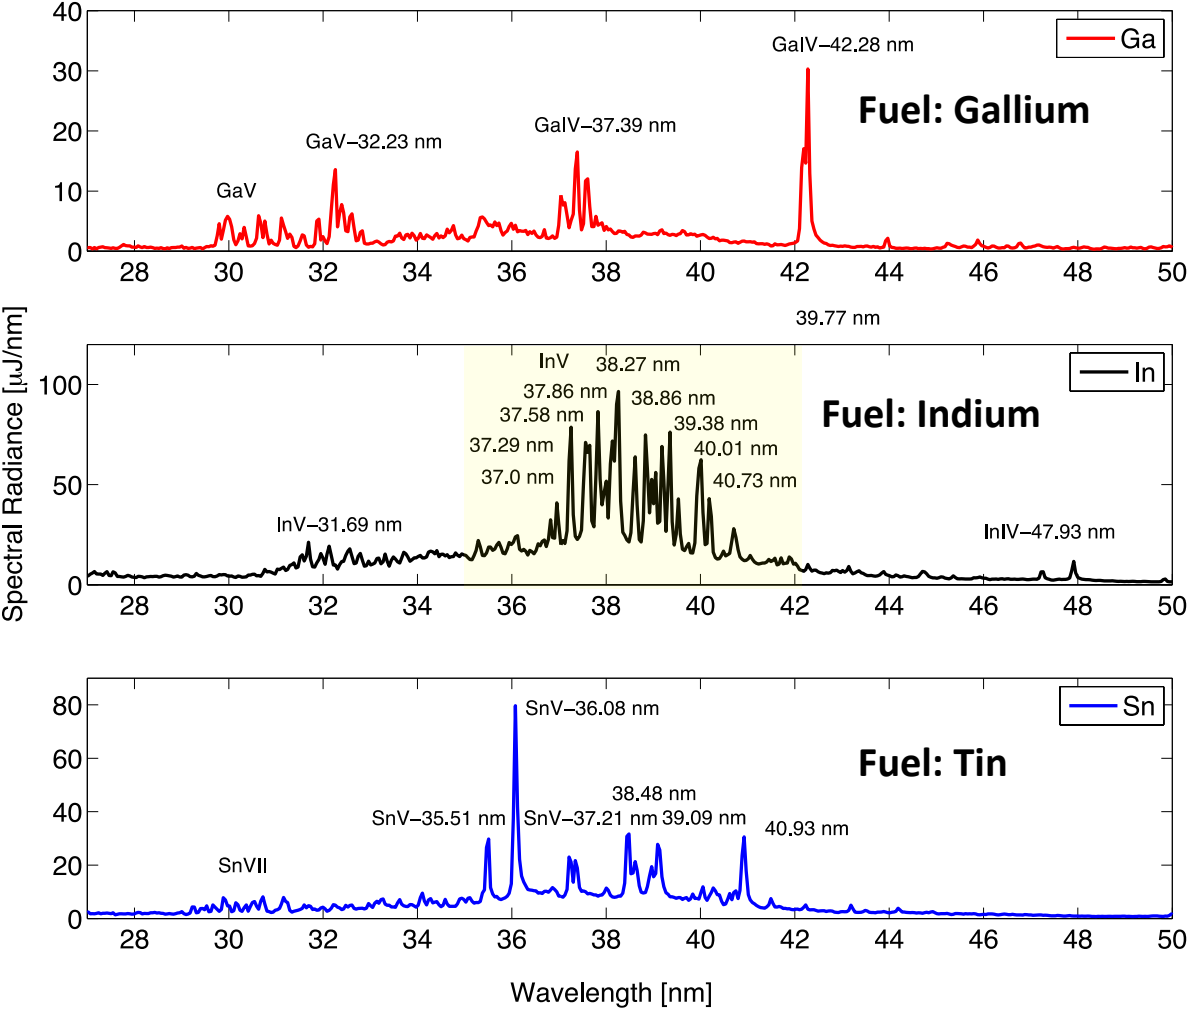 40
30
20
10
0
Ga
GaIV−42.28 nm
Fuel: Gallium
GaIV−37.39 nm
GaV−32.23 nm
GaV
28 30 32 34 36 38 40 42 44 46 48 50
39.77 nm
Spectral Radiance [µJ/nm]
100
50
0
In
InV
38.27 nm
37.86 nm
38.86 nm
Fuel: Indium
37.58 nm
39.38 nm
37.29 nm
40.01 nm
37.0 nm
40.73 nm
InV−31.69 nm
InIV−47.93 nm
28 30 32 34 36 38 40 42 44 46 48 50
80
60
40
20
0
Sn
SnV−36.08 nm
Fuel: Tin
38.48 nm
SnV−35.51 nm
SnV−37.21 nm
39.09 nm
40.93 nm
SnVII
28 30 32 34 36 38 40 42 44 46 48 50
Wavelength [nm]